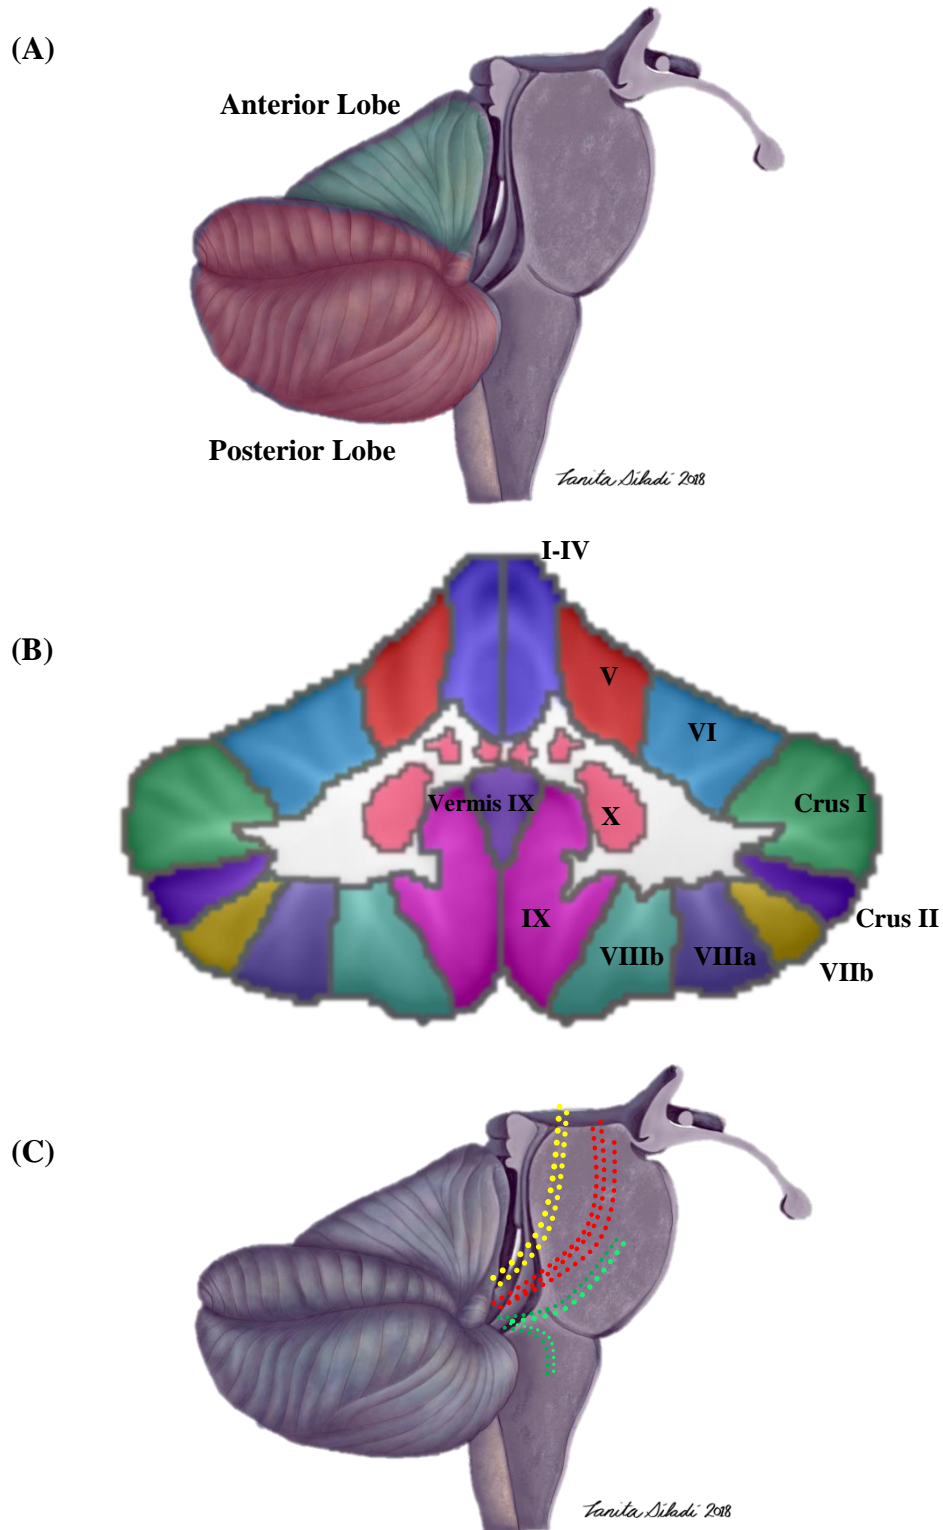 (A)
Anterior Lobe
Posterior Lobe
Tanita Siladi 2018
I-IV
(B)
V
VI
Vermis IX
X
Crus I
IX
Crus II
VIIIb
VIIIa
VIIb
(C)
Tanita Siladi 2018